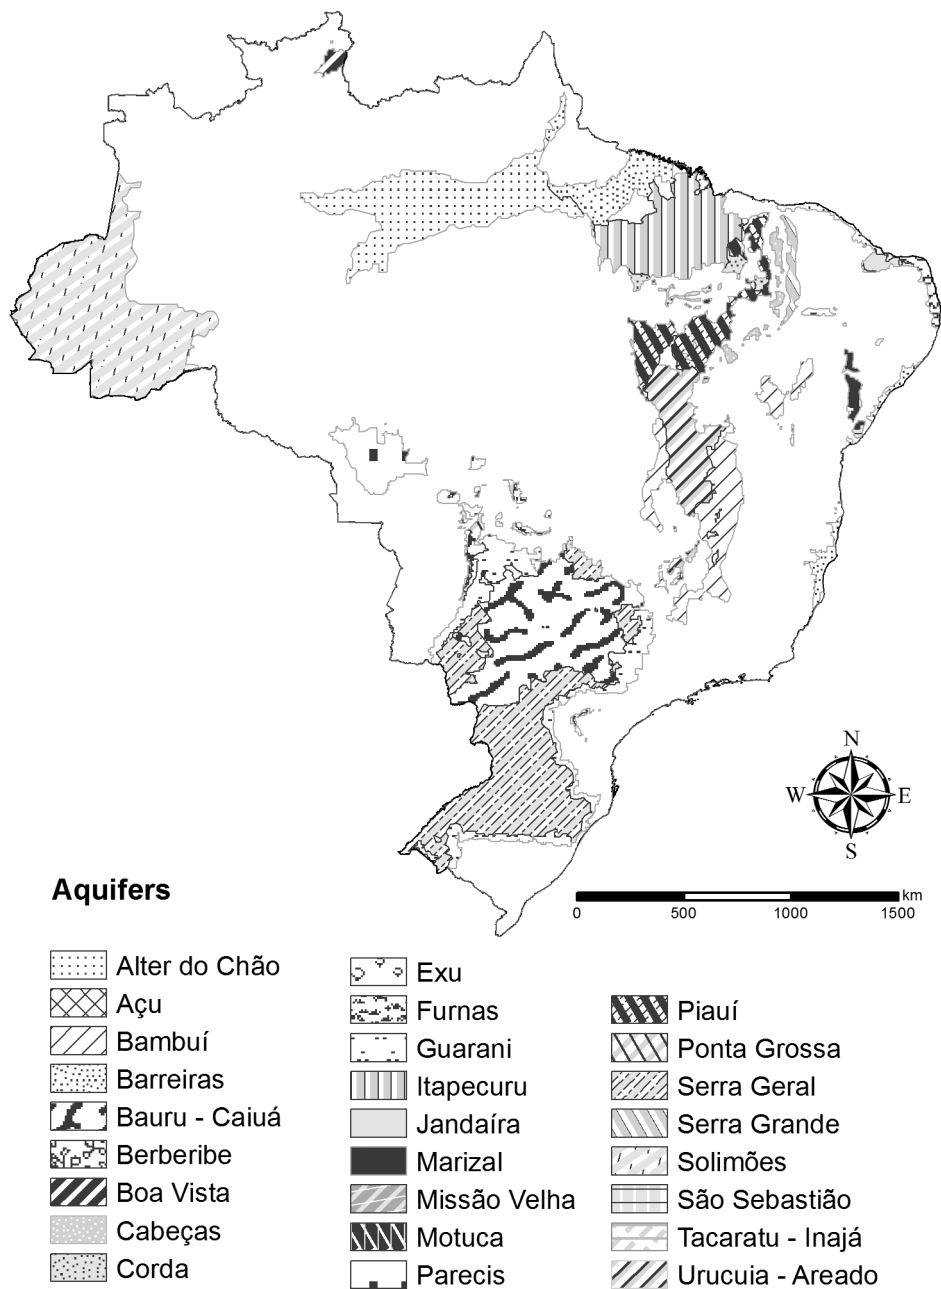 N
W E
S
km
0 500 1000 1500
Aquifers
Alter do Chão
Açu
Bambuí
Barreiras
Bauru - Caiuá
Berberibe
Boa Vista
Cabeças
Corda
Exu
Furnas
Guarani
Itapecuru
Jandaíra
Marizal
Missão Velha
Motuca
Parecis
Piauí
Ponta Grossa
Serra Geral
Serra Grande
Solimões
São Sebastião
Tacaratu - Inajá
Urucuia - Areado